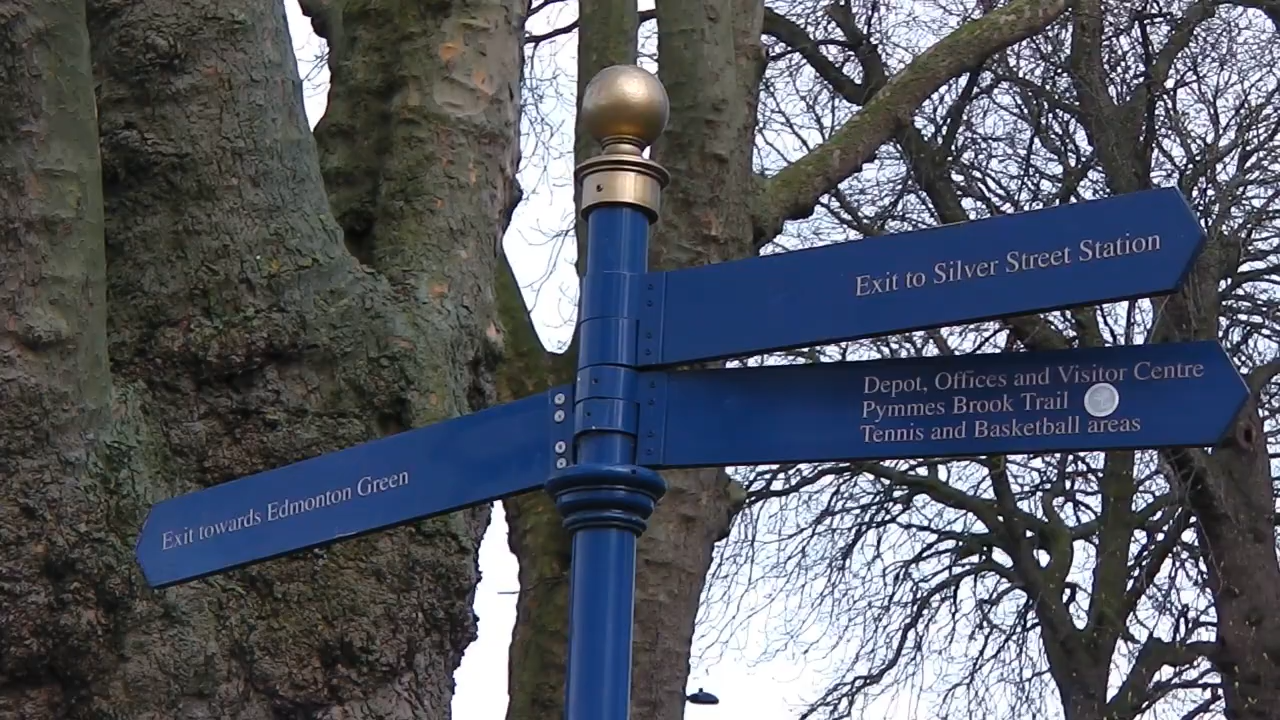 Exit to Silver Street Station
Depot, Offices and Visitor Centre
Pymmes Brook Trail
Tennis and Basketball areas
Exit towards Edmonton Green